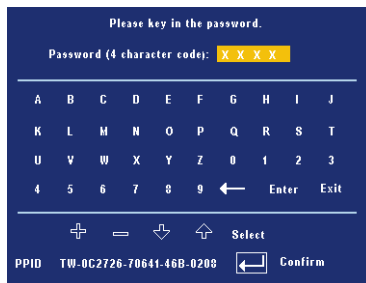 Please key in the password.
Password (4 character code): X X X X
A B C D E F G H I J
K L M N O P Q R S T
U V W X Y Z 0 1 2 3
4 5 6 7 8 9 ← Enter Exit
Select
PPID TW-0C2726-70641-46B-0208 Confirm